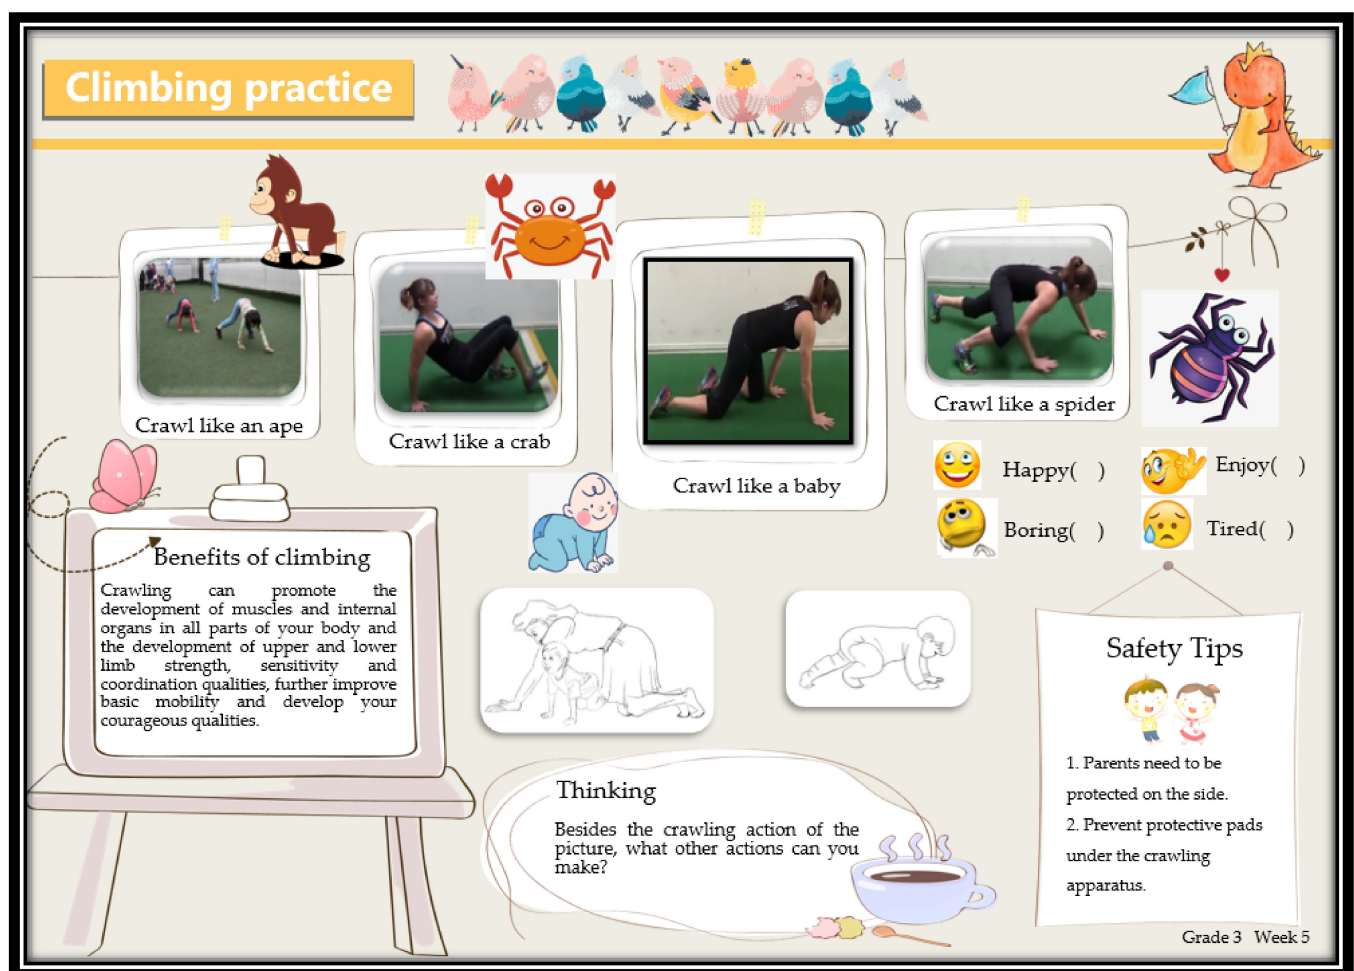 Climbing practice
Crawl like an ape
Crawl like a crab
Crawl like a baby
Crawl like a spider
Happy(   )
Enjoy(   )
Boring(   )
Tired(   )
Benefits of climbing
Crawling can promote the
development of muscles and internal
organs in all parts of your body and
the development of upper and lower
limb strength, sensitivity and
coordination qualities, further improve
basic mobility and develop your
courageous qualities.
Thinking
Besides the crawling action of the
picture, what other actions can you
make?
Safety Tips
1. Parents need to be
protected on the side.
2. Prevent protective pads
under the crawling
apparatus.
Grade 3   Week 5